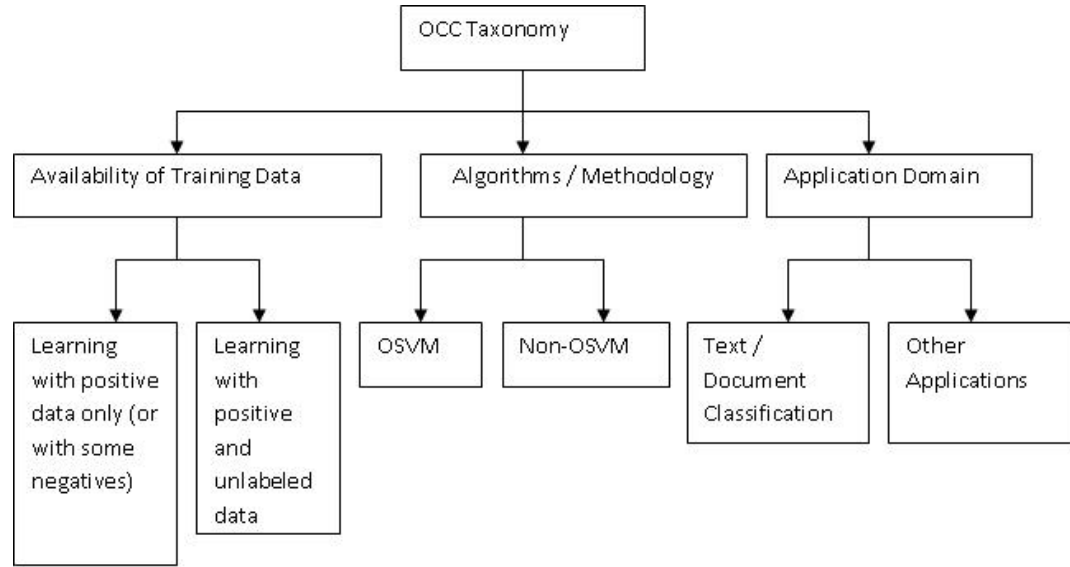 OCC Taxonomy
Availability of Training Data
Algorithms / Methodology
Application Domain
Learning
with positive
data only (or
with some
negatives)
Learning
with
positive
and
unlabeled
data
OSVM
Non-OSVM
Text /
Document
Classification
Other
Applications